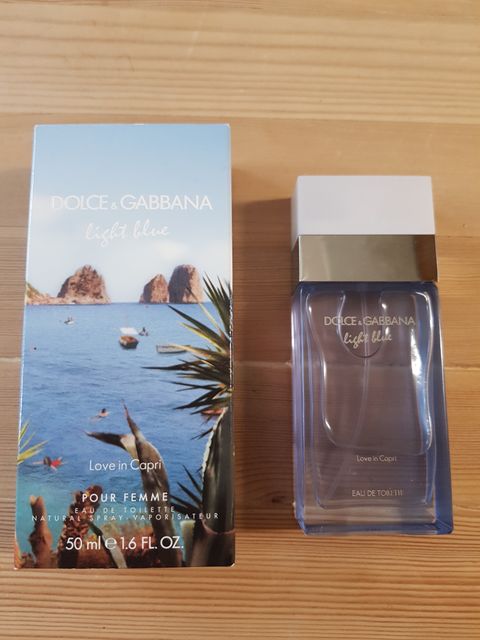 DOLCE & GABBANA
light blue
Love in Capri
POUR FEMME
EAU DE TOILETTE
NATURAL SPRAY - VAPORISATEUR
50 ml e 1.6 FL. OZ.
DOLCE & GABBANA
light blue
Love in Capri
EAU DE TOILETTE